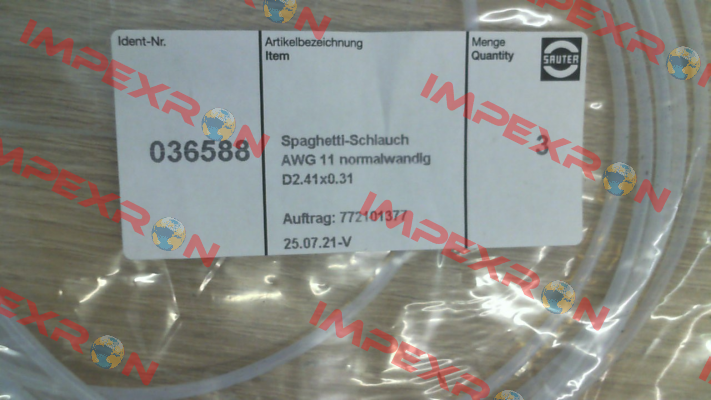 Ident-Nr.
Artikelbezeichnung
Item
Menge
Quantity
SAUTER
036588
Spaghetti-Schlauch
AWG 11 normalwandig
D2.41x0.31
3
Auftrag: 772101377
25.07.21-V
IMPEXRON
IMPEXRON
IMPEXRON
IMPEXRON
IMPEXRON
IMPEXRON